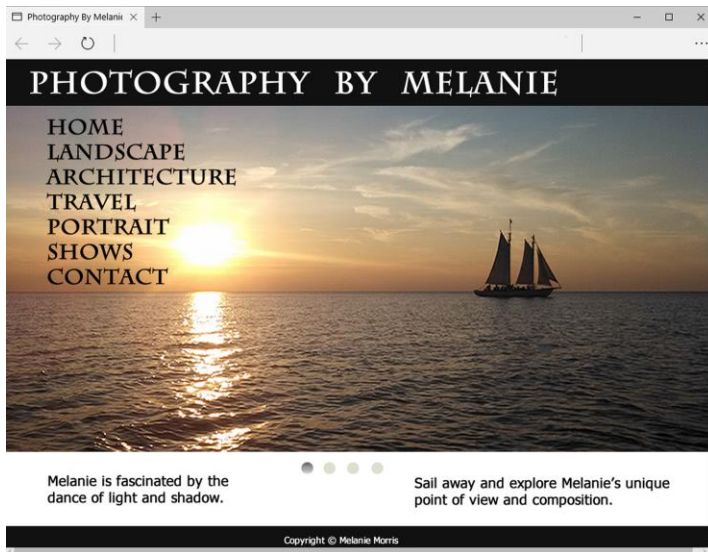 Photography By Melanie
PHOTOGRAPHY BY MELANIE
HOME
LANDSCAPE
ARCHITECTURE
TRAVEL
PORTRAIT
SHOWS
CONTACT
Melanie is fascinated by the
dance of light and shadow.
Sail away and explore Melanie's unique
point of view and composition.
Copyright © Melanie Morris